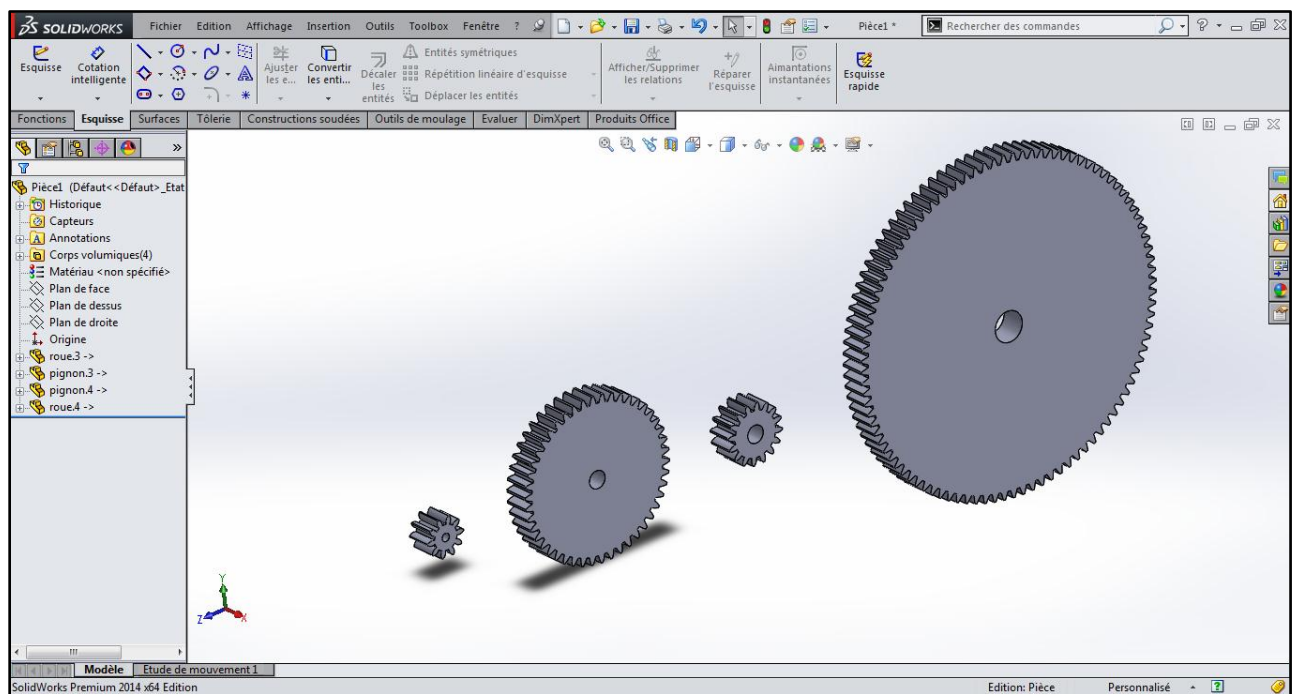 SOLIDWORKS Fichier Edition Affichage Insertion Outils Toolbox Fenêtre ? Pièce1 * Rechercher des commandes ?
Esquisse
Cotation intelligente
Ajuster les e...
Convertir les enti...
Décaler les entités
Entités symétriques
Répétition linéaire d'esquisse
Déplacer les entités
Afficher/Supprimer les relations
Réparer l'esquisse
Aimantations instantanées
Esquisse rapide
Fonctions Esquisse Surfaces Tôlerie Constructions soudées Outils de moulage Evaluer DimXpert Produits Office
Pièce1 (Défaut<<Défaut>_Etat
Historique
Capteurs
Annotations
Corps volumiques(4)
Matériau <non spécifié>
Plan de face
Plan de dessus
Plan de droite
Origine
roue.3 ->
pignon.3 ->
pignon.4 ->
roue.4 ->
Y
Z X
Modèle Etude de mouvement 1
SolidWorks Premium 2014 x64 Edition Edition: Pièce Personnalisé ?